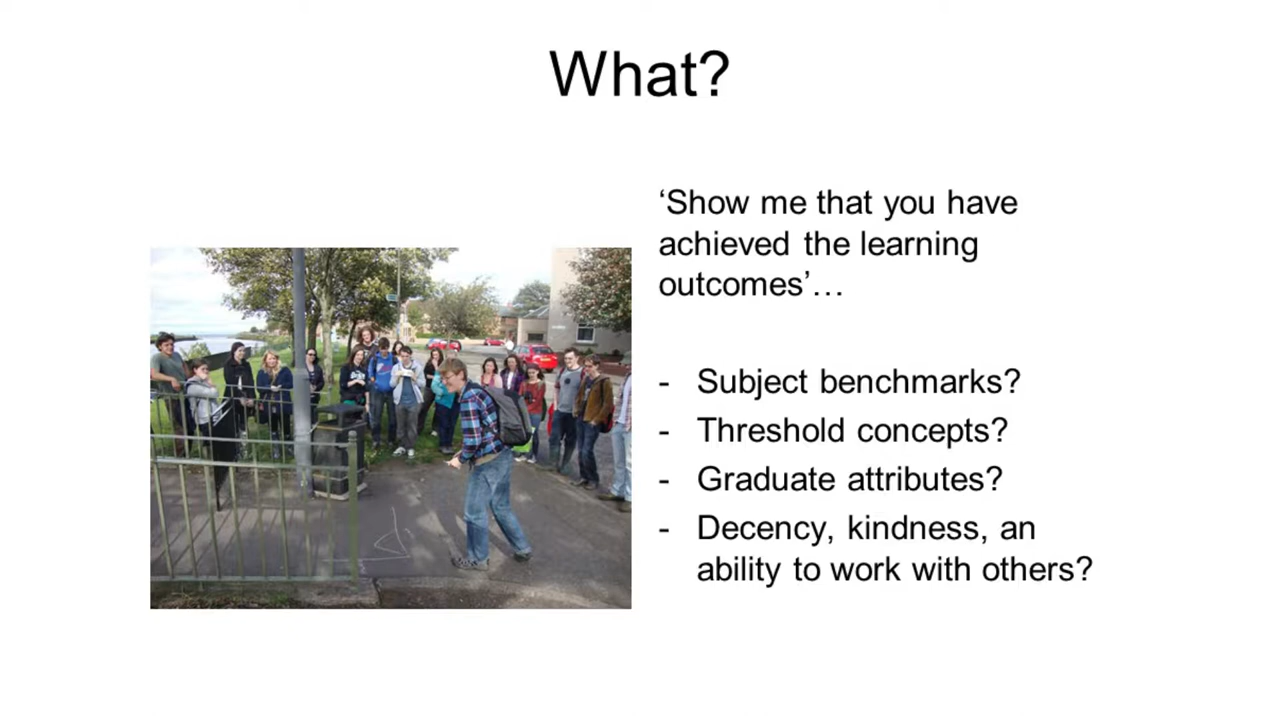 What?
‘Show me that you have
achieved the learning
outcomes’…
- Subject benchmarks?
- Threshold concepts?
- Graduate attributes?
- Decency, kindness, an
ability to work with others?